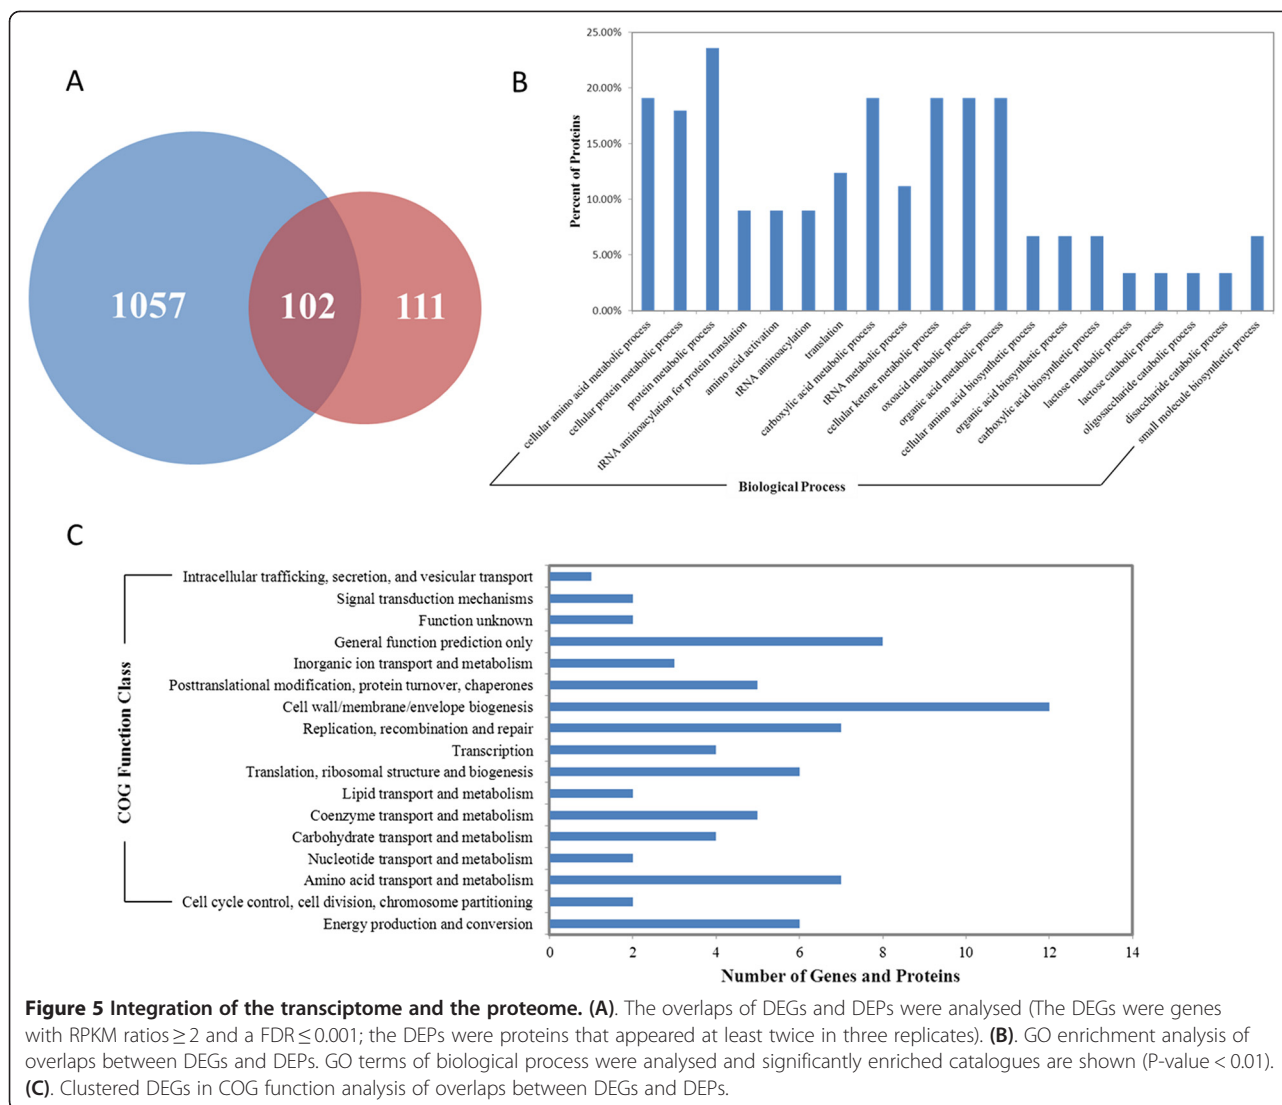 A
1057
102
111
B
25.00%
20.00%
15.00%
10.00%
5.00%
0.00%
Percent of Proteins
cellular amino acid metabolic process
cellular protein metabolic process
protein metabolic process
tRNA aminoacylation for protein translation
amino acid activation
tRNA aminoacylation
translation
carboxylic acid metabolic process
tRNA metabolic process
cellular ketone metabolic process
oxoacid metabolic process
organic acid metabolic process
cellular amino acid biosynthetic process
organic acid biosynthetic process
carboxylic acid biosynthetic process
lactose metabolic process
lactose catabolic process
oligosaccharide catabolic process
disaccharide catabolic process
small molecule biosynthetic process
Biological Process
C
COG Function Class
Intracellular trafficking, secretion, and vesicular transport
Signal transduction mechanisms
Function unknown
General function prediction only
Inorganic ion transport and metabolism
Posttranslational modification, protein turnover, chaperones
Cell wall/membrane/envelope biogenesis
Replication, recombination and repair
Transcription
Translation, ribosomal structure and biogenesis
Lipid transport and metabolism
Coenzyme transport and metabolism
Carbohydrate transport and metabolism
Nucleotide transport and metabolism
Amino acid transport and metabolism
Cell cycle control, cell division, chromosome partitioning
Energy production and conversion
0 2 4 6 8 10 12 14
Number of Genes and Proteins
Figure 5 Integration of the transciptome and the proteome. (A). The overlaps of DEGs and DEPs were analysed (The DEGs were genes
with RPKM ratios ≥ 2 and a FDR ≤ 0.001; the DEPs were proteins that appeared at least twice in three replicates). (B). GO enrichment analysis of
overlaps between DEGs and DEPs. GO terms of biological process were analysed and significantly enriched catalogues are shown (P-value < 0.01).
(C). Clustered DEGs in COG function analysis of overlaps between DEGs and DEPs.